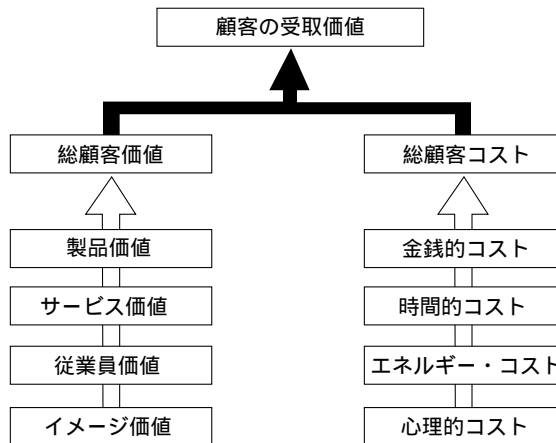 顧客の受取価値
総顧客価値
総顧客コスト
製品価値
金銭的コスト
サービス価値
時間的コスト
従業員価値
エネルギー・コスト
イメージ価値
心理的コスト